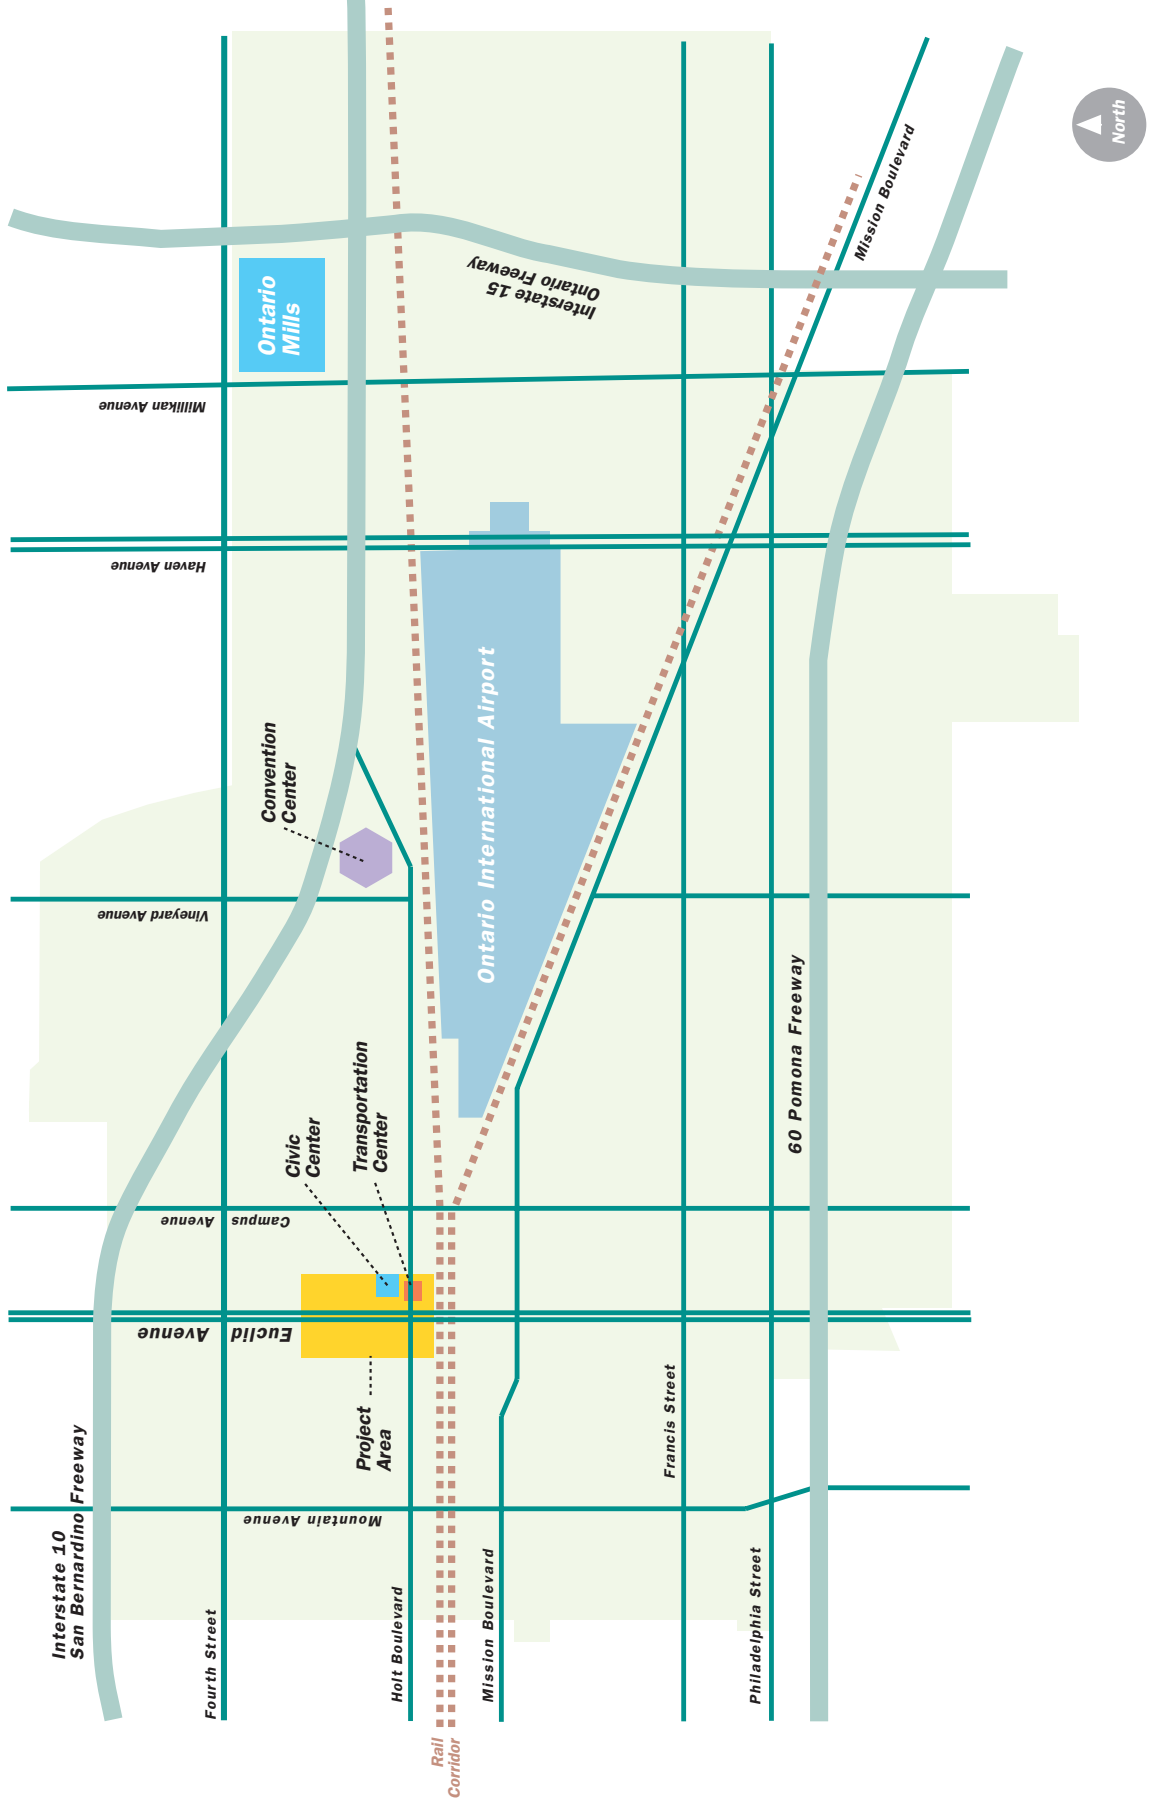 North
Mission Boulevard
Interstate 15
Ontario Freeway
Ontario
Mills
Millikan Avenue
Haven Avenue
Convention
Center
Ontario International Airport
Vineyard Avenue
60 Pomona Freeway
Civic
Center
Transportation
Center
Campus Avenue
Euclid Avenue
Project
Area
Francis Street
Interstate 10
San Bernardino Freeway
Mountain Avenue
Fourth Street
Holt Boulevard
Mission Boulevard
Philadelphia Street
Rail
Corridor